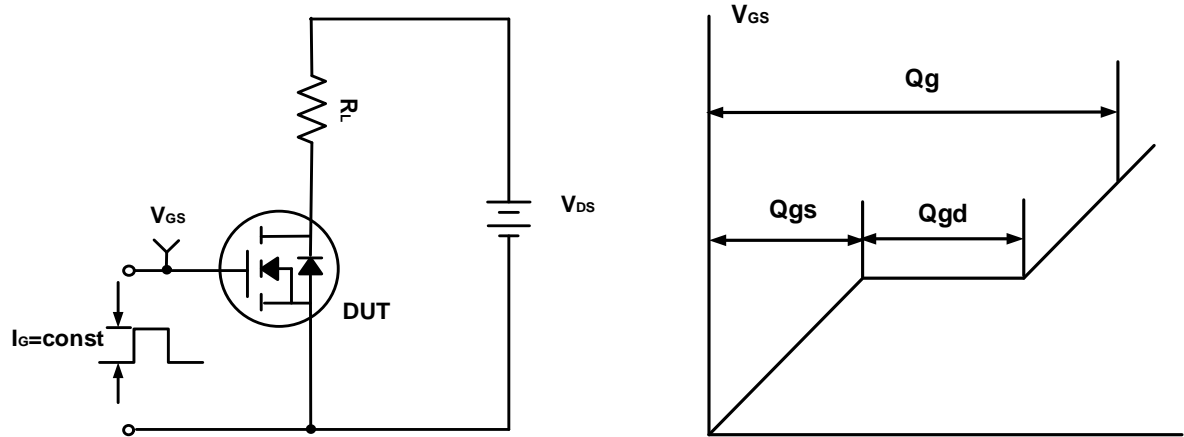 RL
VDS
VGS
DUT
IG=const
VGS
Qg
Qgs
Qgd